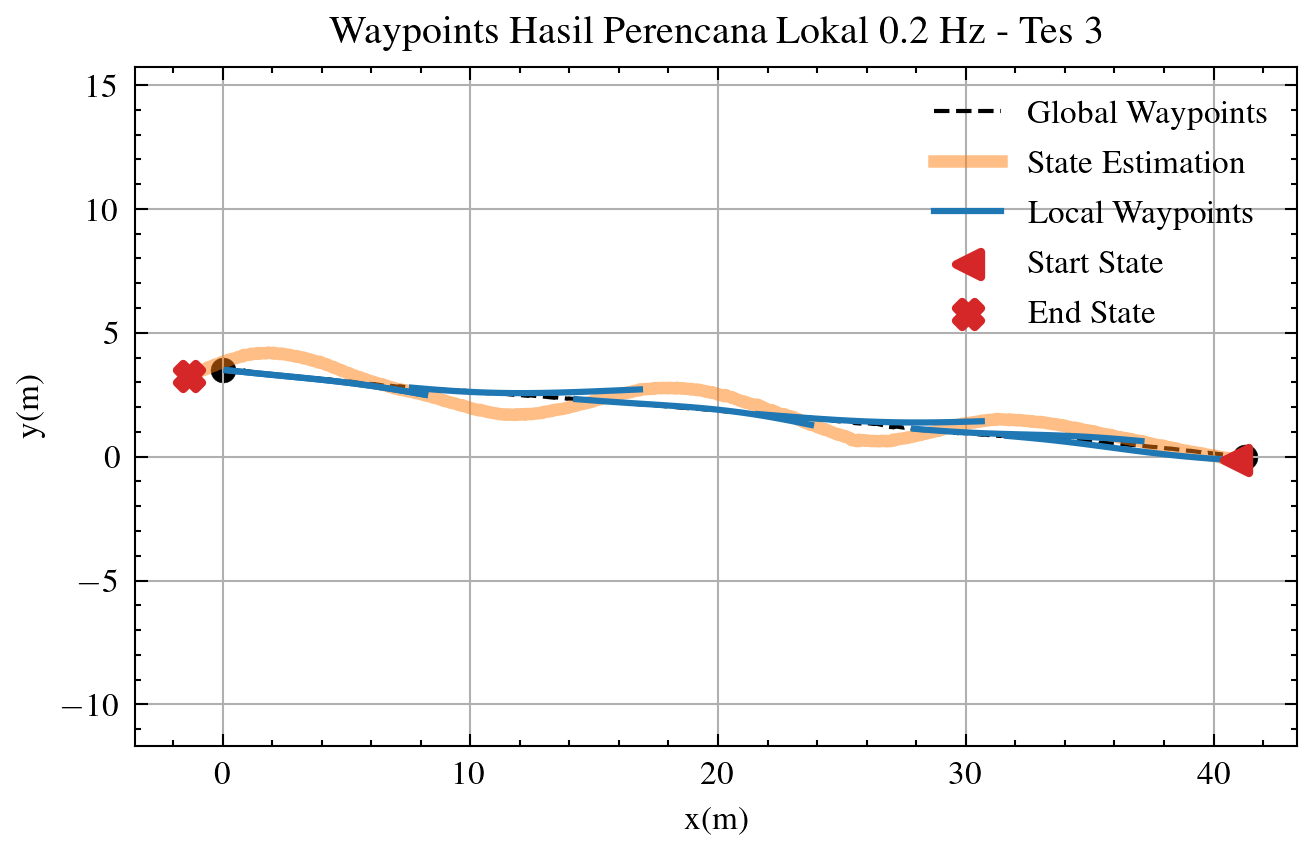 Waypoints Hasil Perencana Lokal 0.2 Hz - Tes 3
15
10
5
0
−5
−10
y(m)
Global Waypoints
State Estimation
Local Waypoints
Start State
End State
0
10
20
30
40
x(m)